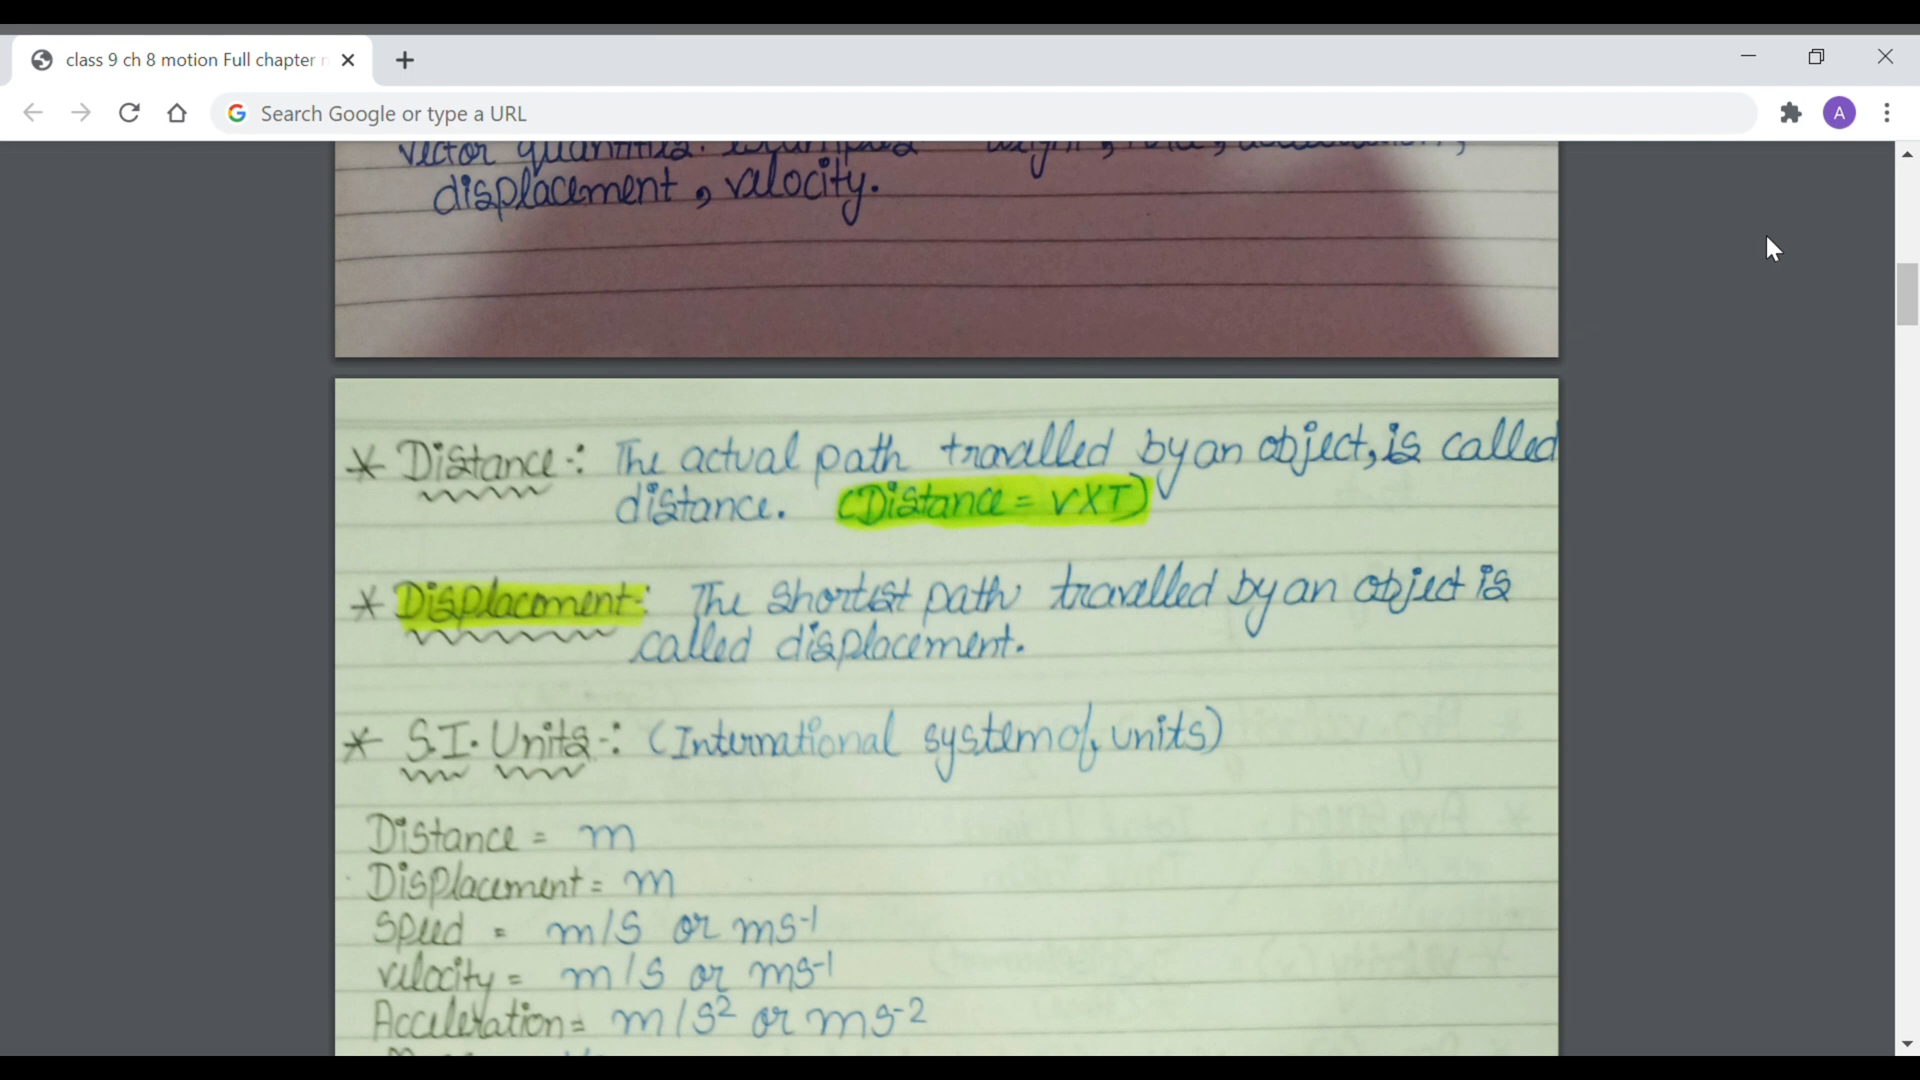 class 9 ch 8 motion Full chapter
Search Google or type a URL
A
vector quantities.
displacement, velocity.
* Distance-: The actual path travelled by an object, is called
distance. (Distance = VXT)
* Displacement-: The shortest path travelled by an object is
called displacement.
* S.I. Units-: (International system of units)
Distance = m
Displacement = m
Speed = m/s or ms-1
velocity = m/s or ms-1
Acceleration = m/s2 or ms-2